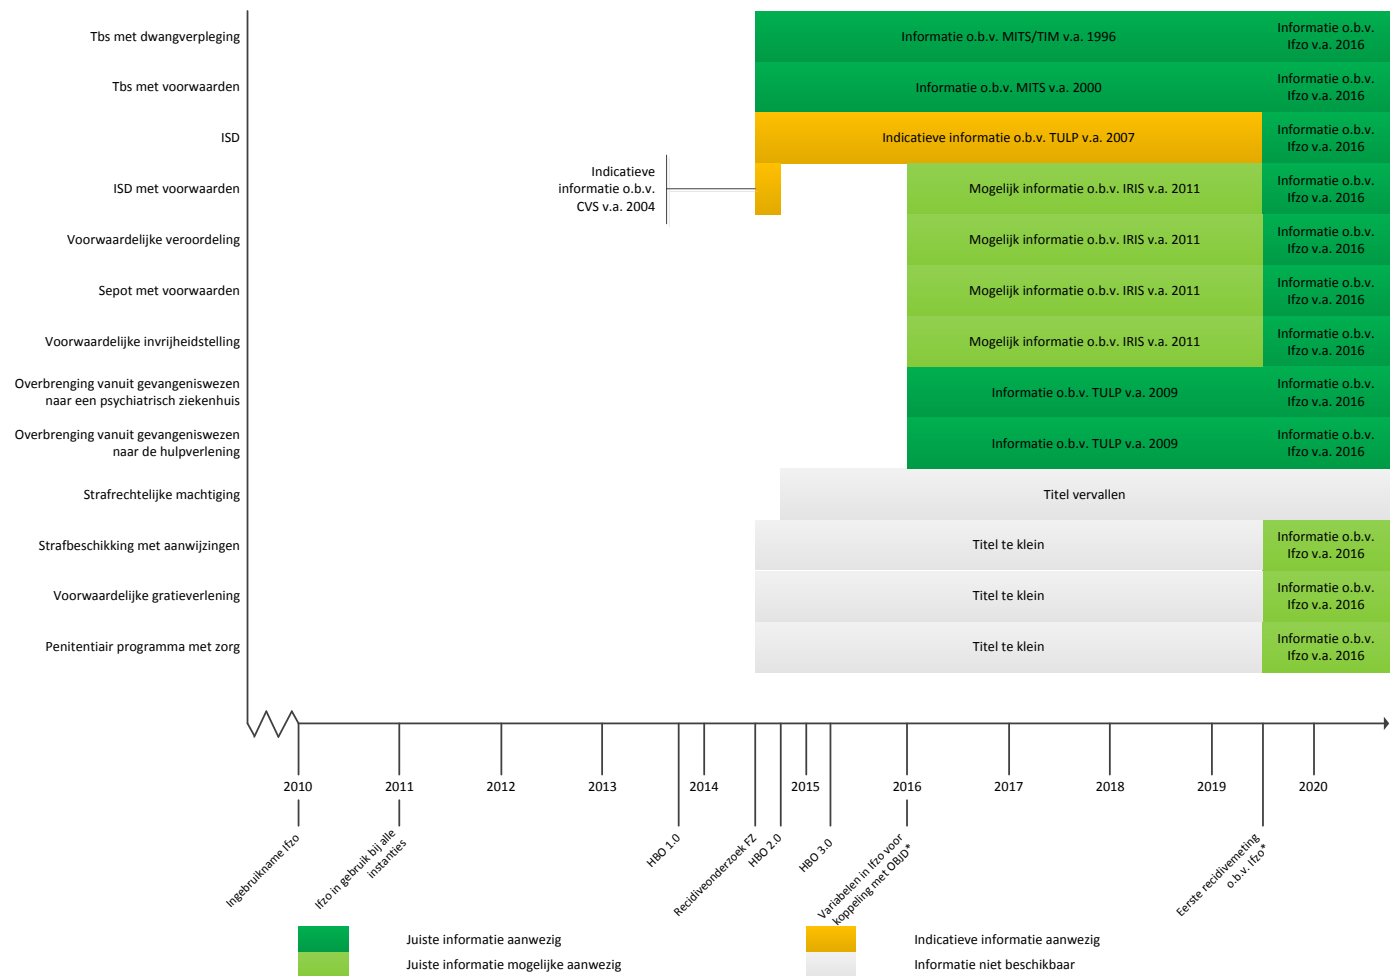 Tbs met dwangverpleging
Informatie o.b.v. MITS/TIM v.a. 1996
Informatie o.b.v.
Ifzo v.a. 2016
Tbs met voorwaarden
Informatie o.b.v. MITS v.a. 2000
Informatie o.b.v.
Ifzo v.a. 2016
ISD
Indicatieve informatie o.b.v. TULP v.a. 2007
Informatie o.b.v.
Ifzo v.a. 2016
ISD met voorwaarden
Indicatieve
informatie o.b.v.
CVS v.a. 2004
Mogelijk informatie o.b.v. IRIS v.a. 2011
Informatie o.b.v.
Ifzo v.a. 2016
Voorwaardelijke veroordeling
Mogelijk informatie o.b.v. IRIS v.a. 2011
Informatie o.b.v.
Ifzo v.a. 2016
Sepot met voorwaarden
Mogelijk informatie o.b.v. IRIS v.a. 2011
Informatie o.b.v.
Ifzo v.a. 2016
Voorwaardelijke invrijheidstelling
Mogelijk informatie o.b.v. IRIS v.a. 2011
Informatie o.b.v.
Ifzo v.a. 2016
Overbrenging vanuit gevangeniswezen
naar een psychiatrisch ziekenhuis
Informatie o.b.v. TULP v.a. 2009
Informatie o.b.v.
Ifzo v.a. 2016
Overbrenging vanuit gevangeniswezen
naar de hulpverlening
Informatie o.b.v. TULP v.a. 2009
Informatie o.b.v.
Ifzo v.a. 2016
Strafrechtelijke machtiging
Titel vervallen
Strafbeschikking met aanwijzingen
Titel te klein
Informatie o.b.v.
Ifzo v.a. 2016
Voorwaardelijke gratieverlening
Titel te klein
Informatie o.b.v.
Ifzo v.a. 2016
Penitentiair programma met zorg
Titel te klein
Informatie o.b.v.
Ifzo v.a. 2016
2010
2011
2012
2013
2014
2015
2016
2017
2018
2019
2020
Ingebruikname Ifzo
Ifzo in gebruik bij alle
instanties
HBO 1.0
Recidiveonderzoek FZ
HBO 2.0
HBO 3.0
Variabelen in Ifzo voor
koppeling met OBJD*
Eerste recidivemeting
o.b.v. Ifzo*
Juiste informatie aanwezig
Indicatieve informatie aanwezig
Juiste informatie mogelijke aanwezig
Informatie niet beschikbaar